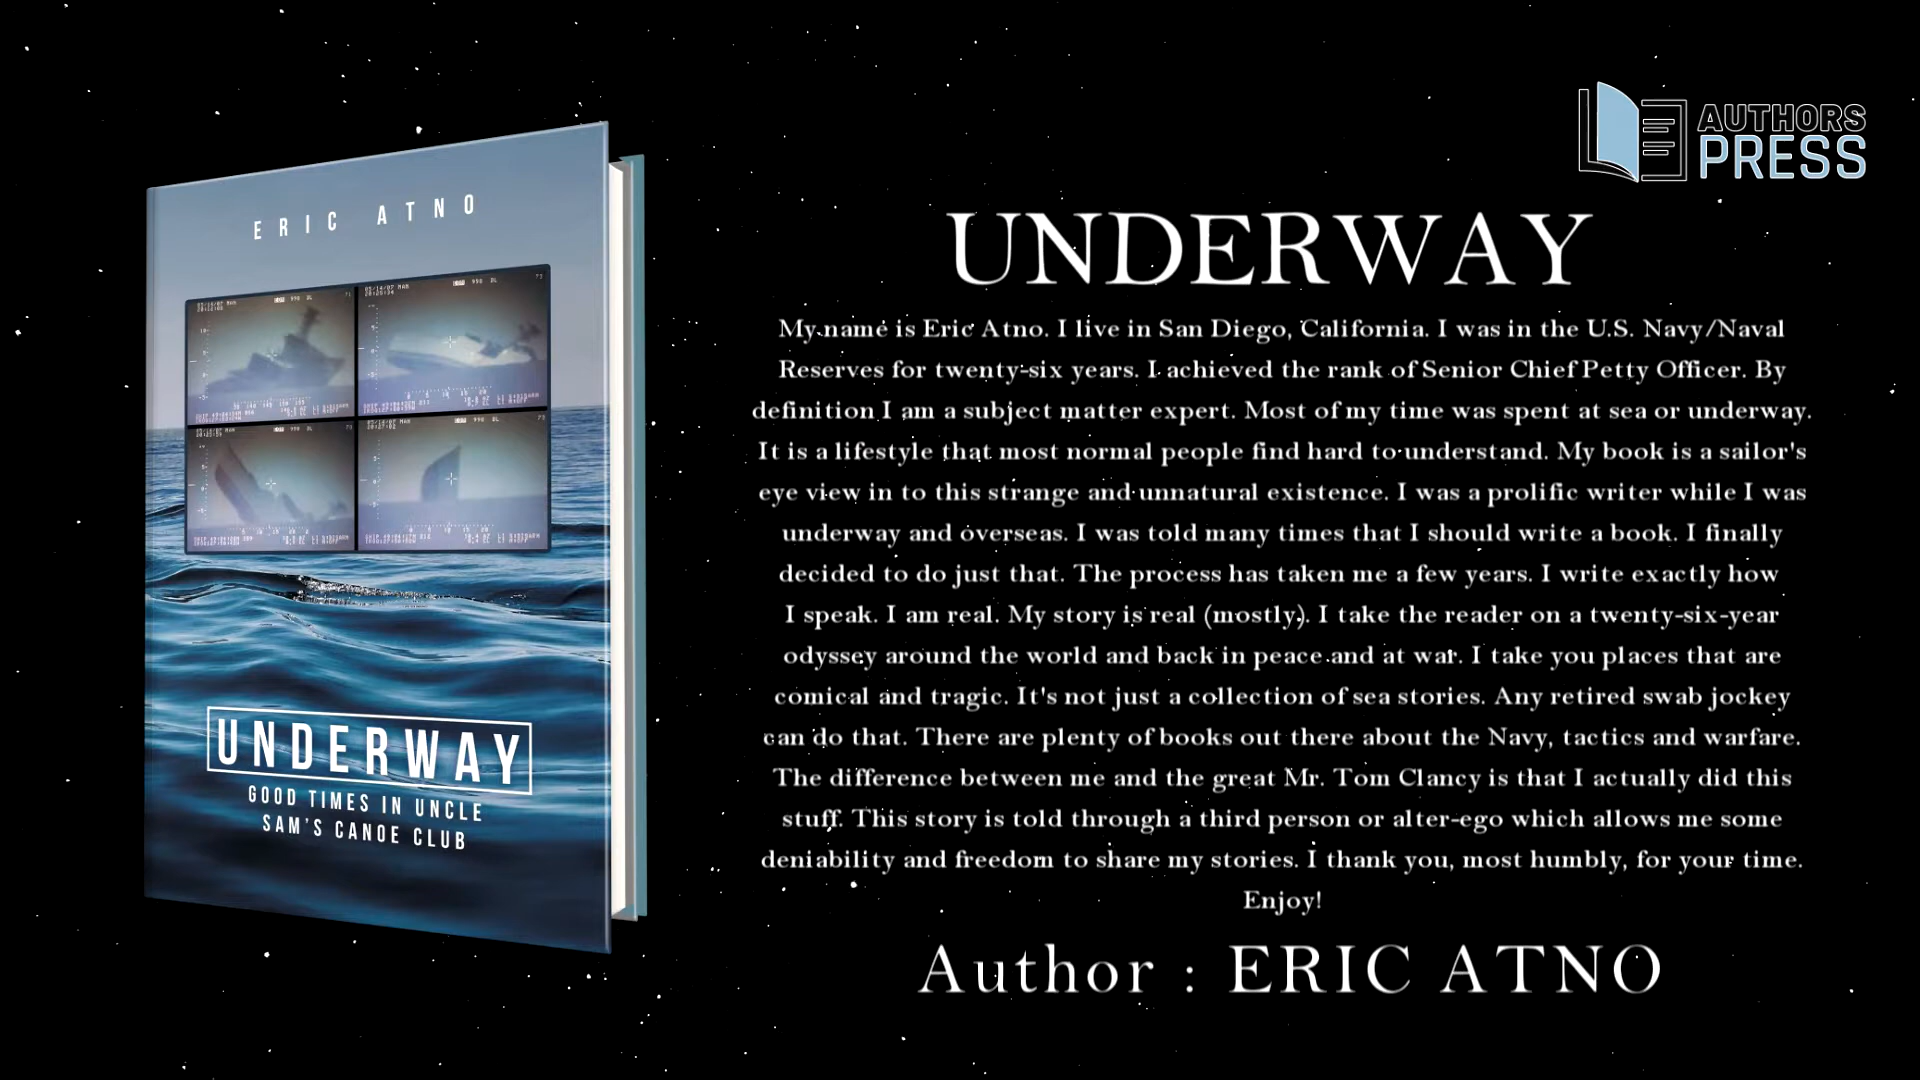 ERIC ATNO
UNDERWAY
GOOD TIMES IN UNCLE
SAM'S CANOE CLUB
AUTHORS
PRESS
UNDERWAY
My name is Eric Atno. I live in San Diego, California. I was in the U.S. Navy/Naval
Reserves for twenty-six years. I achieved the rank of Senior Chief Petty Officer. By
definition I am a subject matter expert. Most of my time was spent at sea or underway.
It is a lifestyle that most normal people find hard to understand. My book is a sailor's
eye view in to this strange and unnatural existence. I was a prolific writer while I was
underway and overseas. I was told many times that I should write a book. I finally
decided to do just that. The process has taken me a few years. I write exactly how
I speak. I am real. My story is real (mostly). I take the reader on a twenty-six-year
odyssey around the world and back in peace and at war. I take you places that are
comical and tragic. It's not just a collection of sea stories. Any retired swab jockey
can do that. There are plenty of books out there about the Navy, tactics and warfare.
The difference between me and the great Mr. Tom Clancy is that I actually did this
stuff. This story is told through a third person or alter-ego which allows me some
deniability and freedom to share my stories. I thank you, most humbly, for your time.
Enjoy!
Author : ERIC ATNO